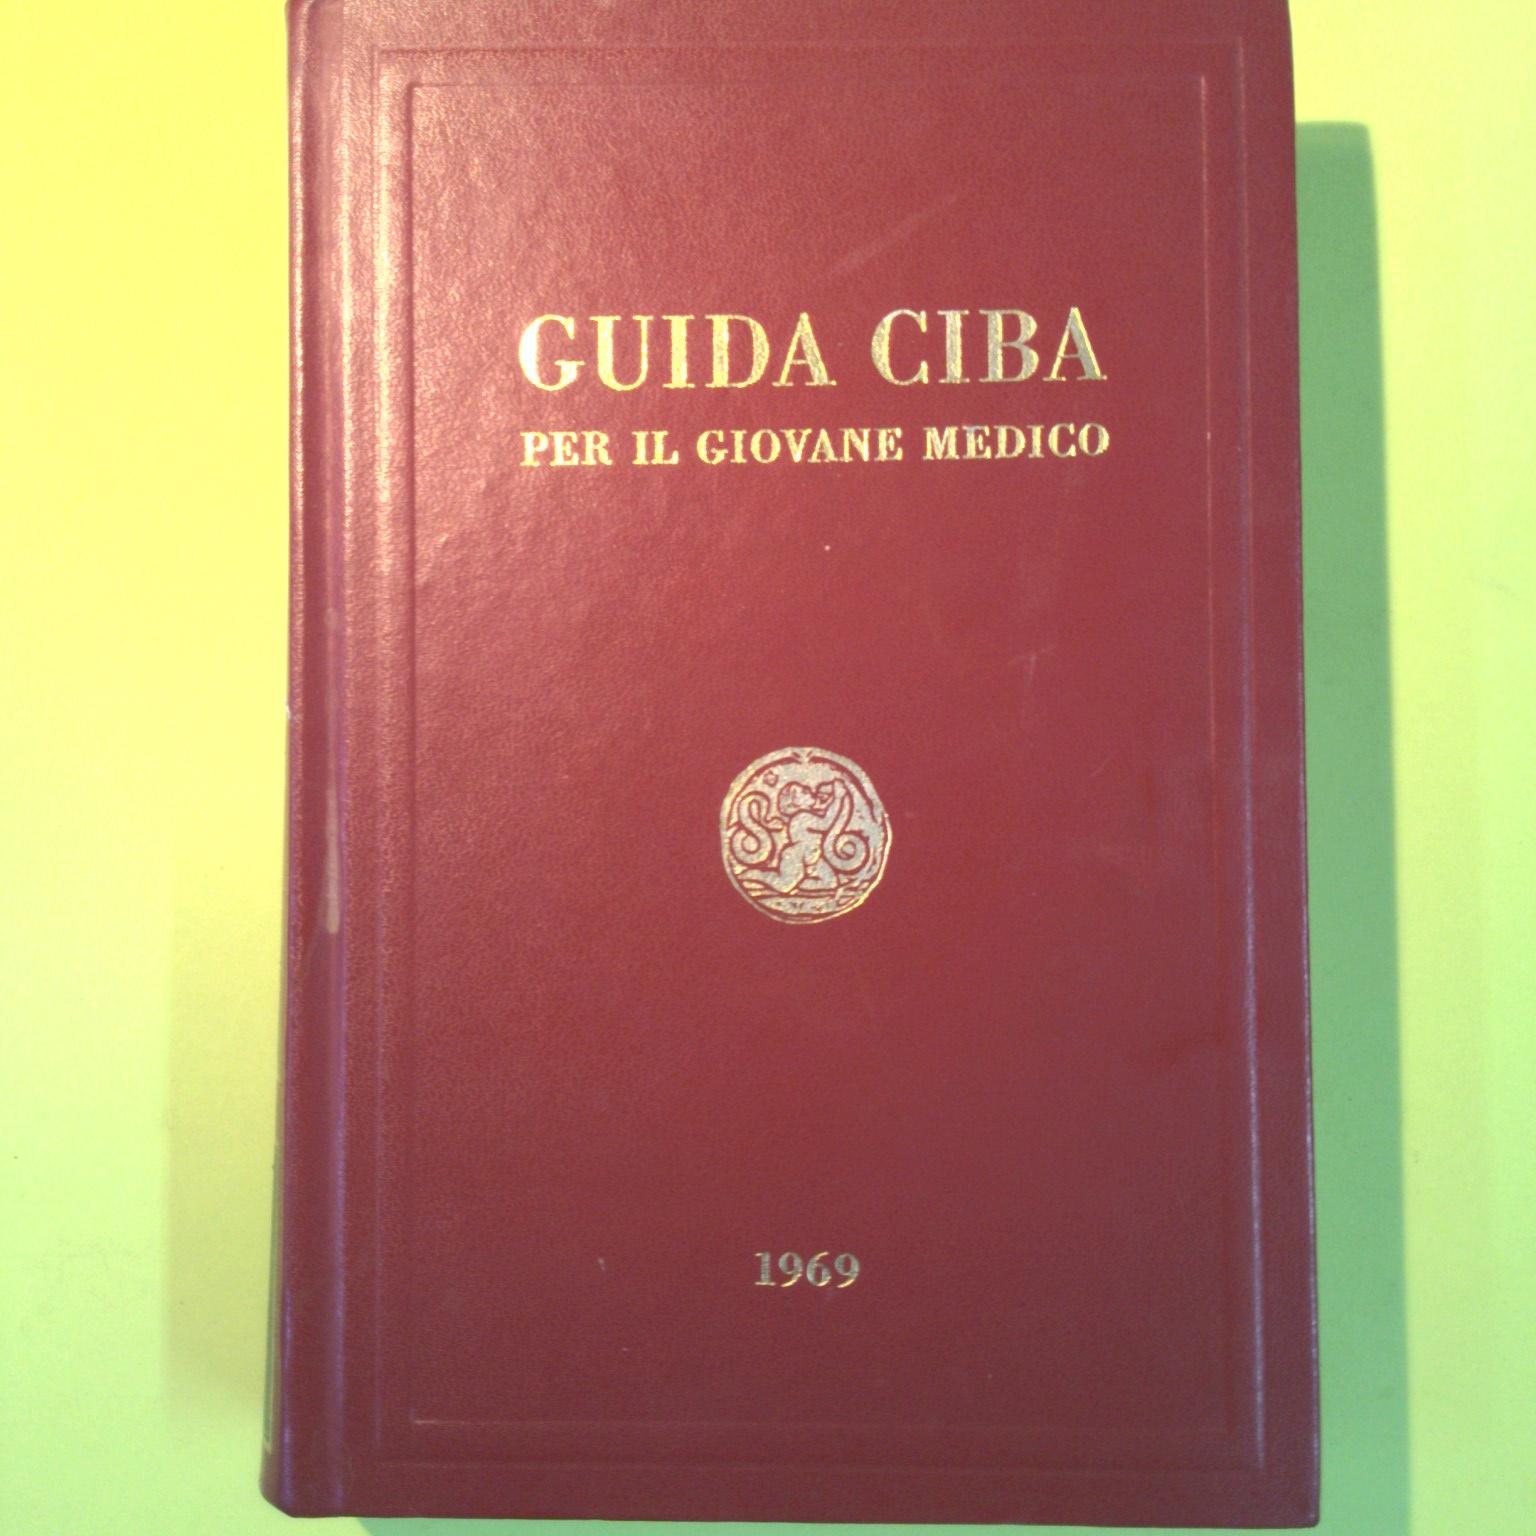 GUIDA CIBA
PER IL GIOVANE MEDICO
1969